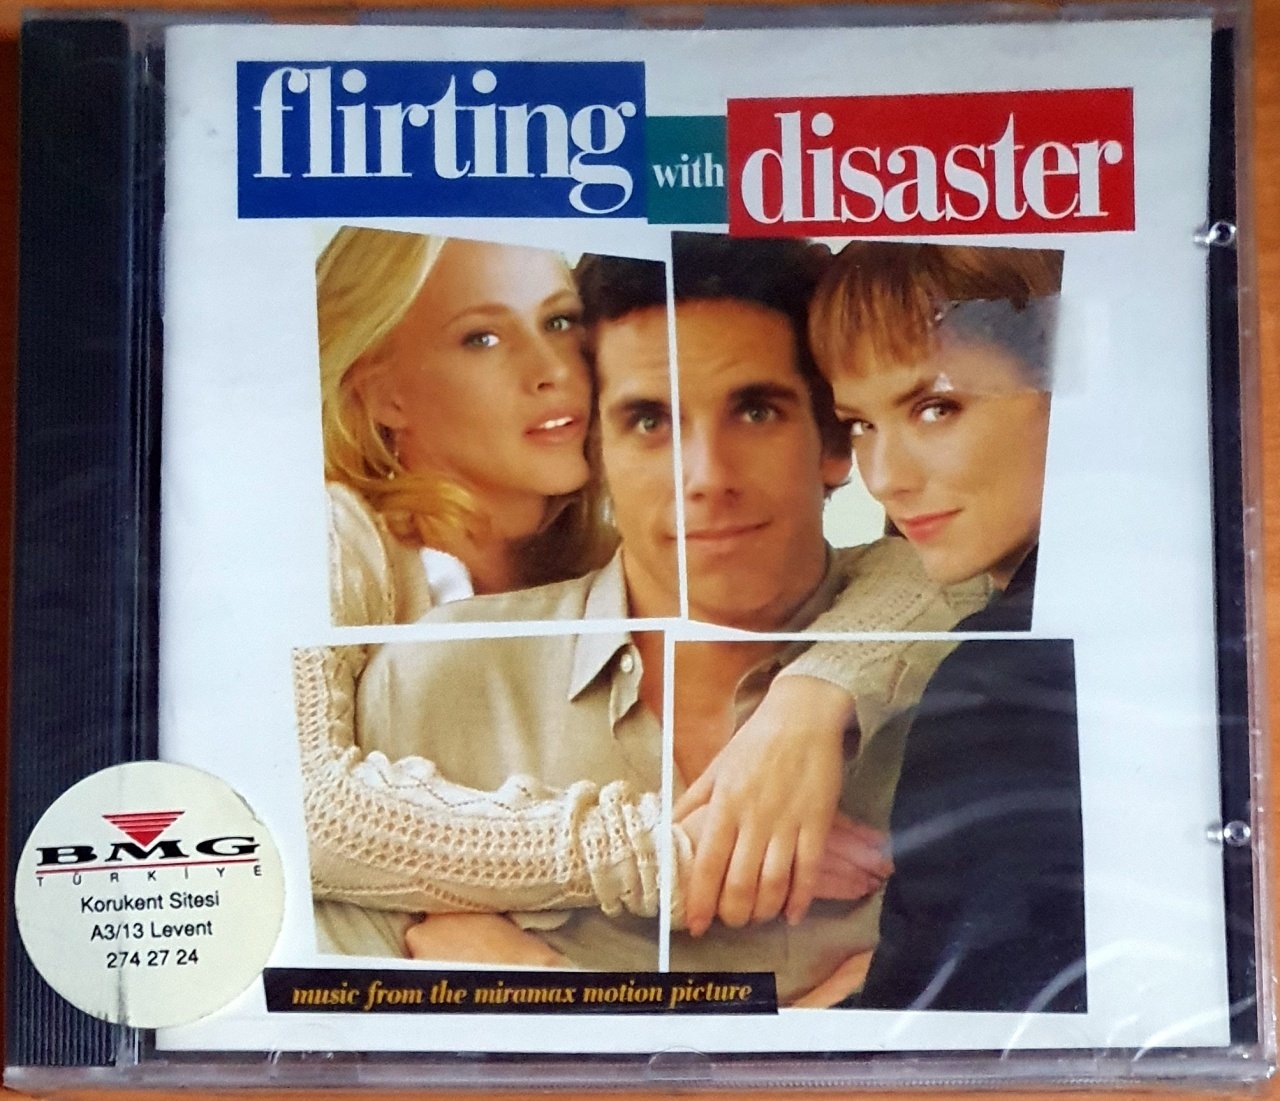 flirting with disaster
BMG
TÜRKİYE
Korukent Sitesi
A3/13 Levent
274 27 24
music from the miramax motion picture